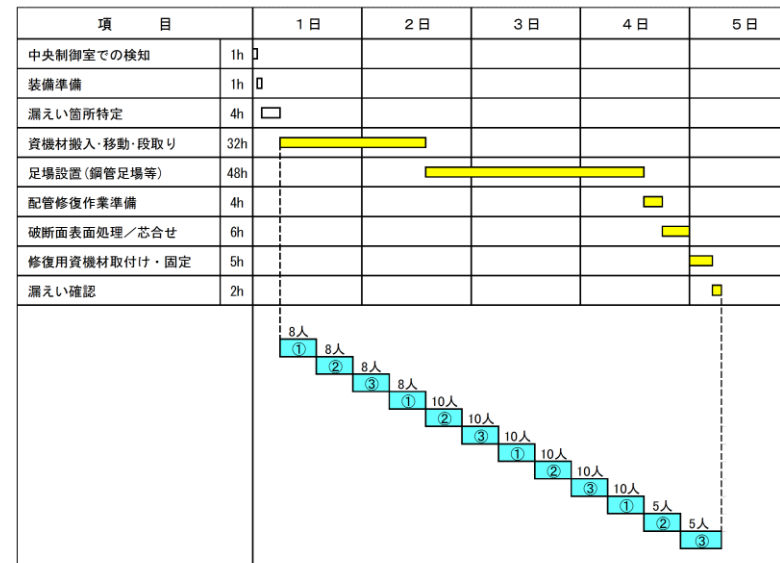 項　目 1日 2日 3日 4日 5日
中央制御室での検知 1h
装備準備 1h
漏えい箇所特定 4h
資機材搬入・移動・段取り 32h
足場設置(鋼管足場等) 48h
配管修復作業準備 4h
破断面表面処理／芯合せ 6h
修復用資機材取付け・固定 5h
漏えい確認 2h
8人
① 8人
② 8人
③ 8人
① 10人
② 10人
③ 10人
① 10人
② 10人
③ 10人
① 5人
② 5人
③